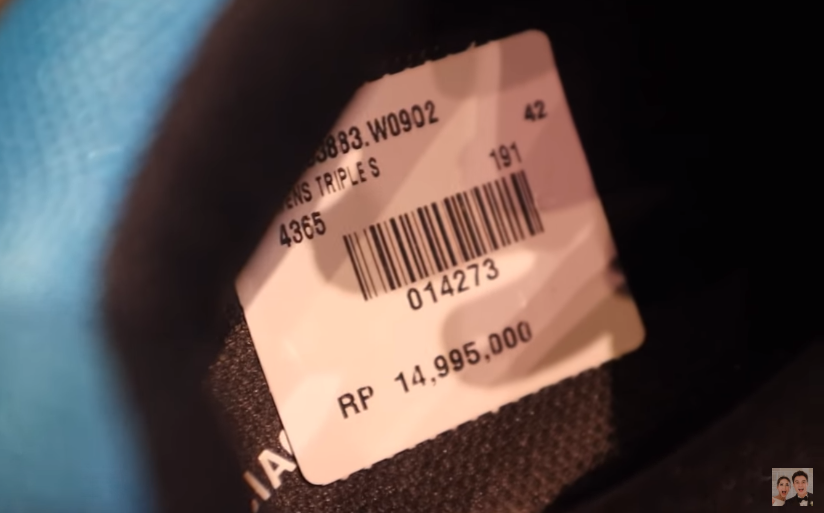 3883.W0902 42
ENS TRIPLE S 191
4365
014273
RP 14,995,000